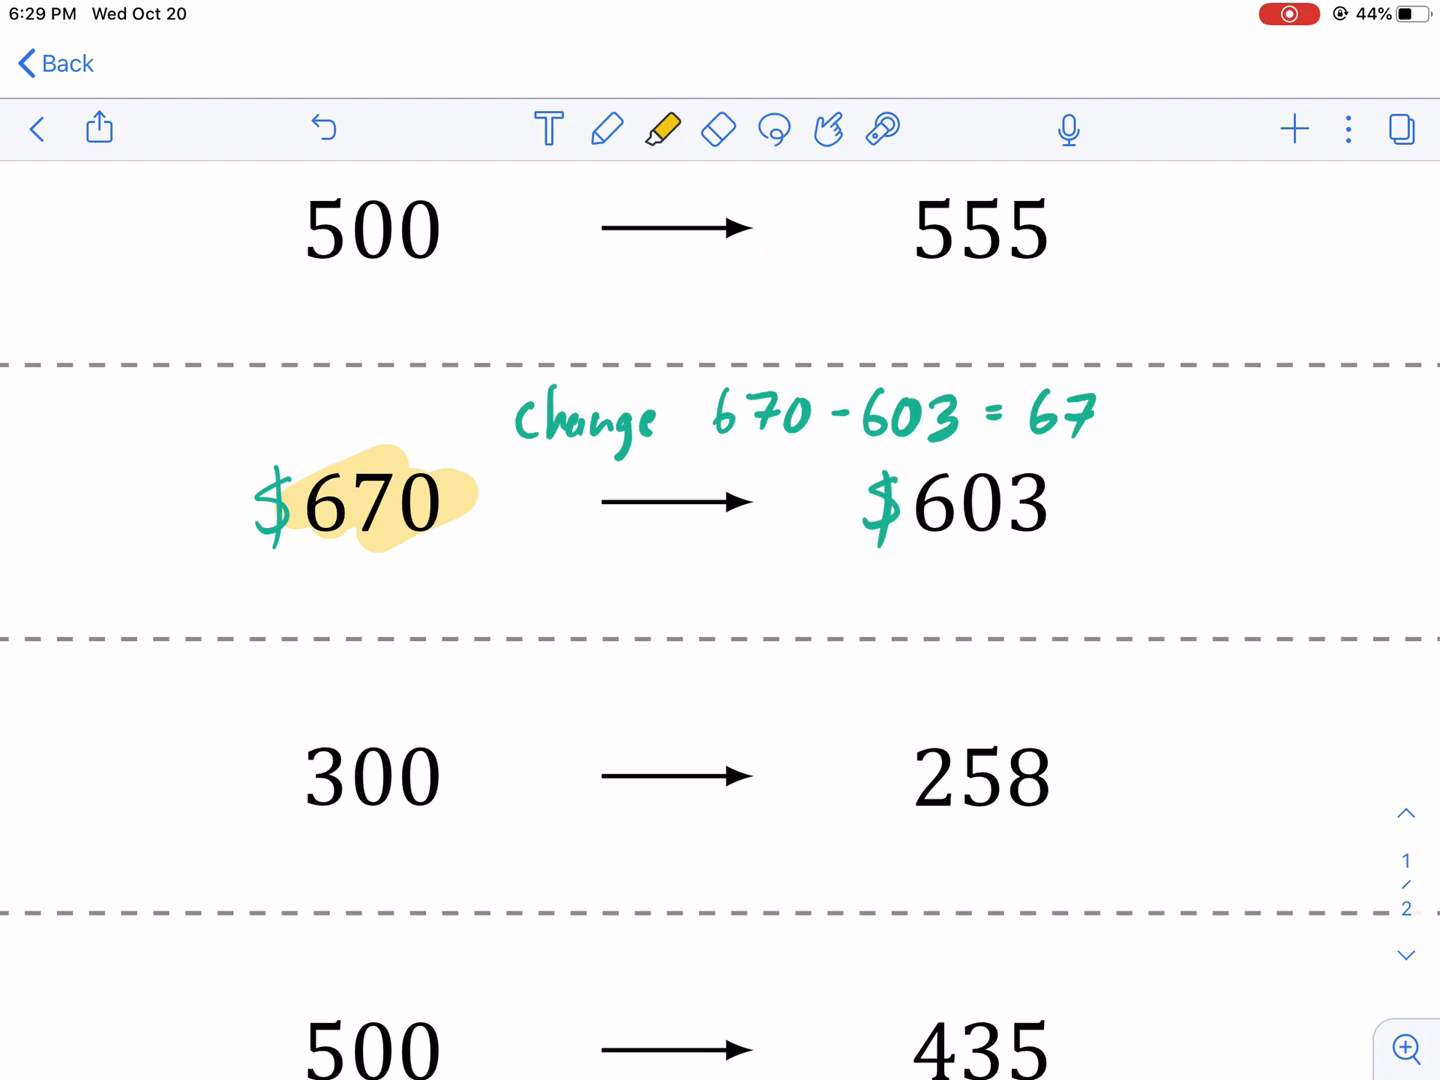 6:29 PM Wed Oct 20 44%
Back
T
500 → 555
change 670 - 603 = 67
$670 → $603
300 → 258
1
/
2
500 → 435